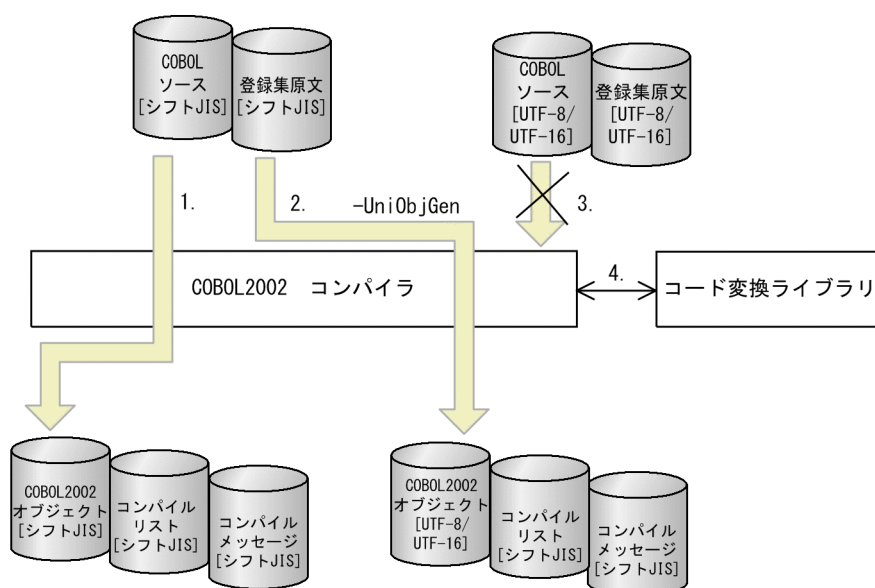 COBOL
ソース
[シフトJIS]
登録集原文
[シフトJIS]
COBOL
ソース
[UTF-8/
UTF-16]
登録集原文
[UTF-8/
UTF-16]
1.
2.
-UniObjGen
3.
COBOL2002 コンパイラ
4.
コード変換ライブラリ
COBOL2002
オブジェクト
[シフトJIS]
コンパイル
リスト
[シフトJIS]
コンパイル
メッセージ
[シフトJIS]
COBOL2002
オブジェクト
[UTF-8/
UTF-16]
コンパイル
リスト
[シフトJIS]
コンパイル
メッセージ
[シフトJIS]